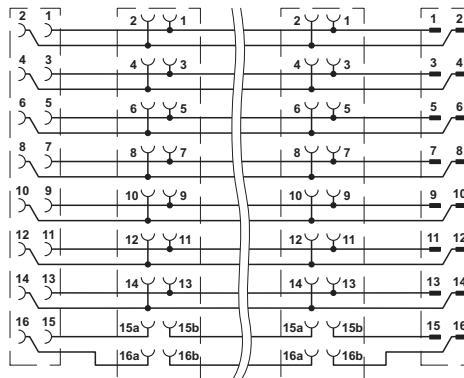 2 1 2 1 2 1 1 2
4 3 4 3 4 3 3 4
6 5 6 5 6 5 5 6
8 7 8 7 8 7 7 8
10 9 10 9 10 9 9 10
12 11 12 11 12 11 11 12
14 13 14 13 14 13 13 14
16 15 15a 15b 15a 15b 15 16
16a 16b 16a 16b